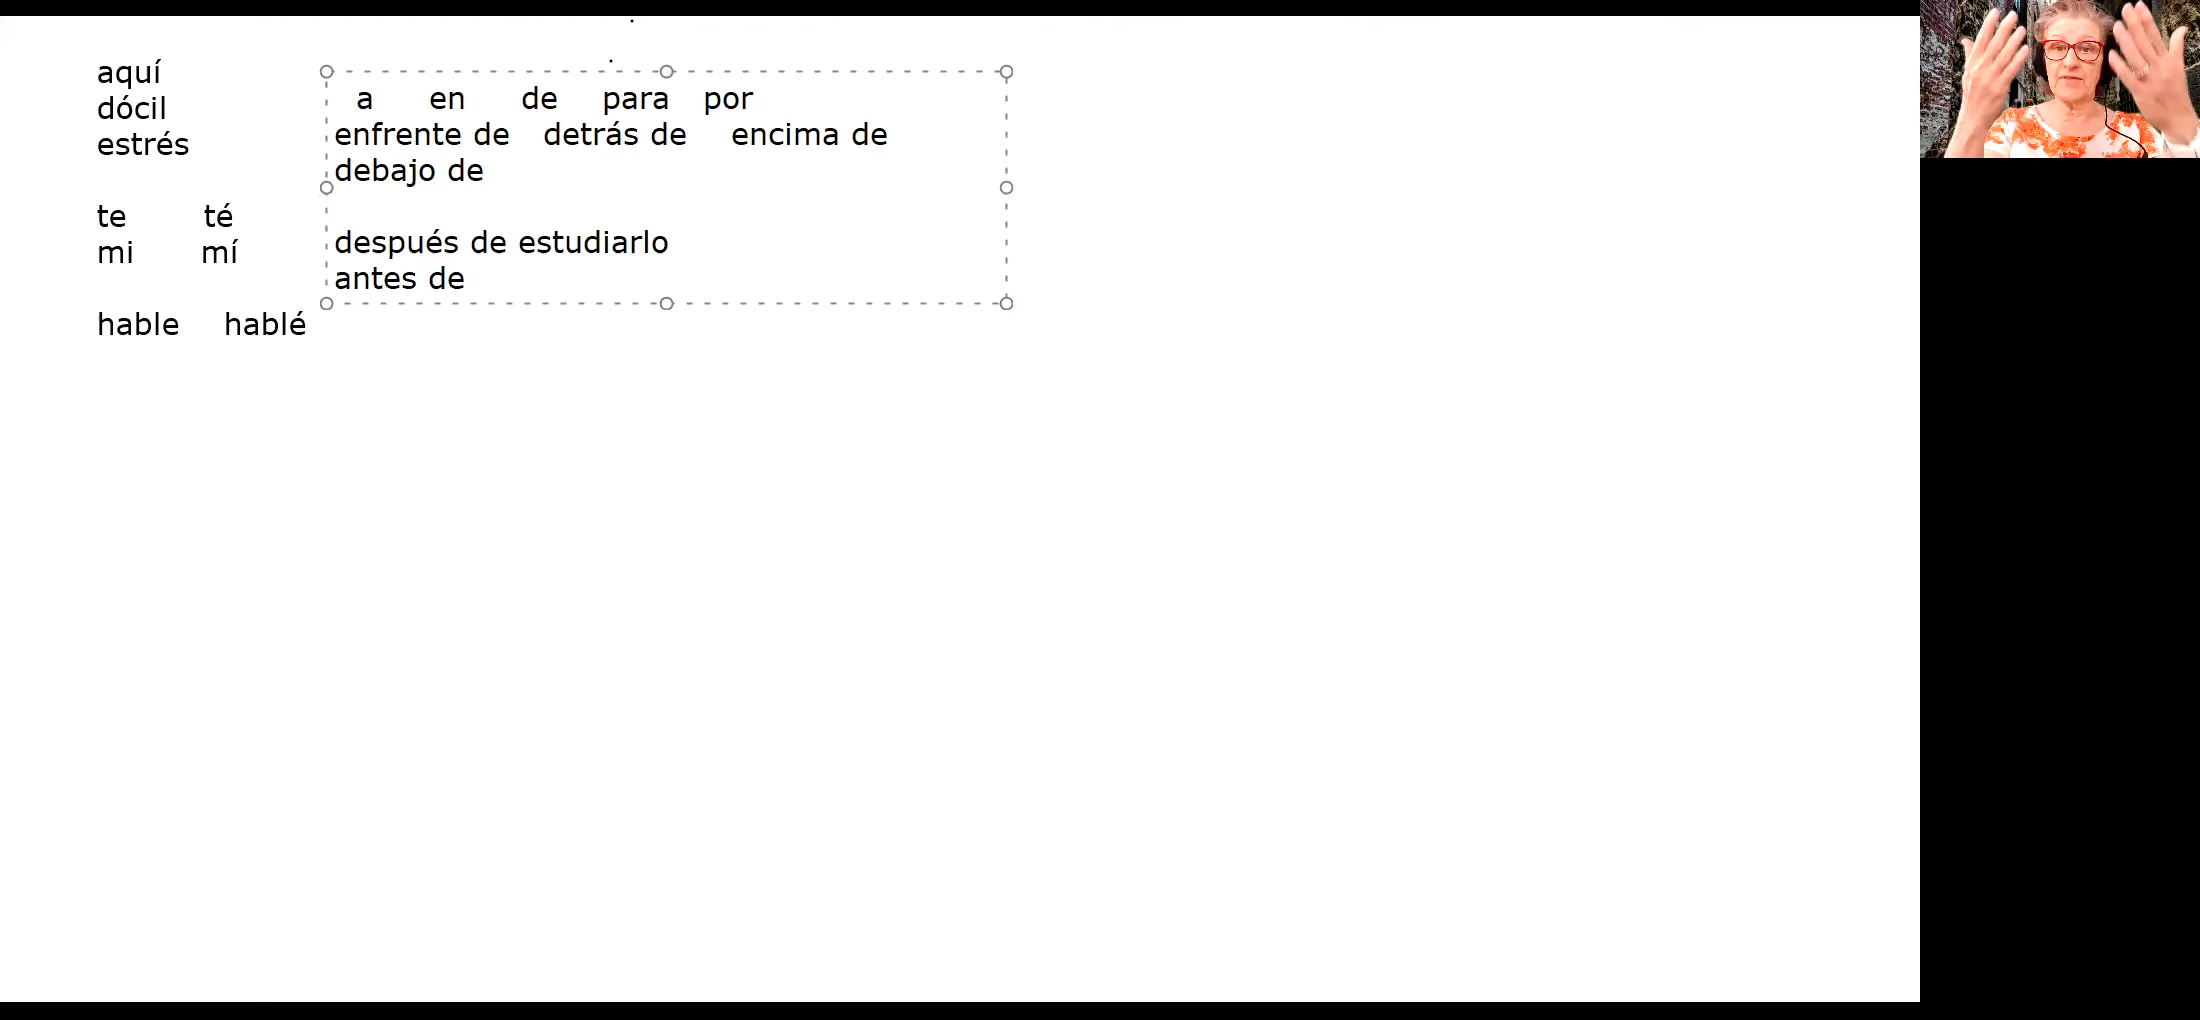 aquí
dócil
estrés
te té
mi mí
hable hablé
a en de para por
enfrente de detrás de encima de
debajo de
después de estudiarlo
antes de